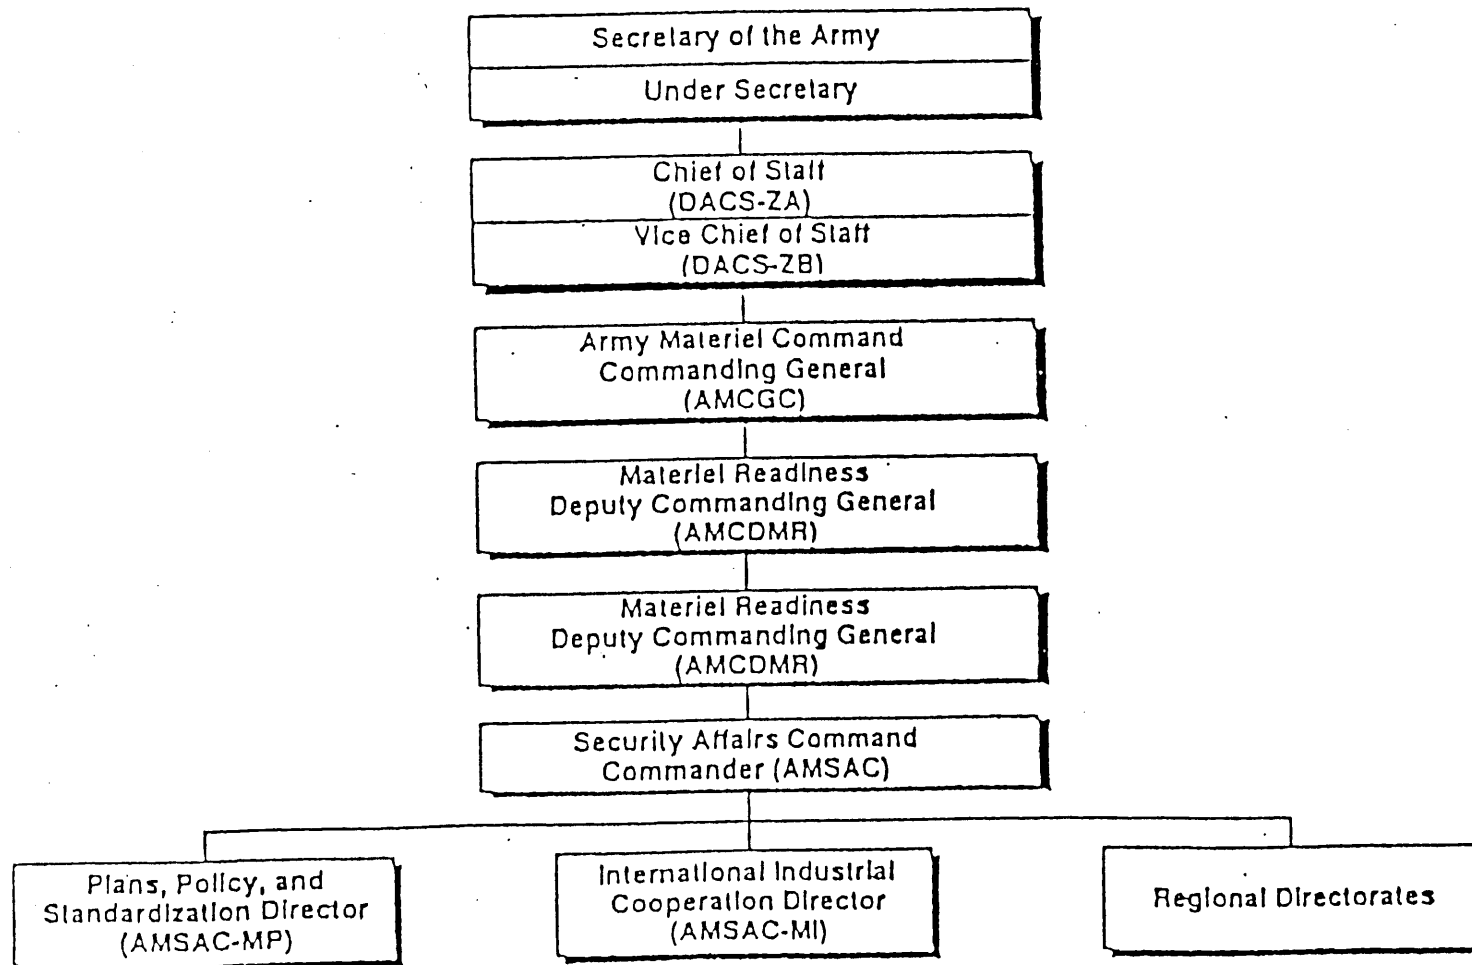 Secretary of the Army
Under Secretary
Chief of Staff
(DACS-ZA)
Vice Chief of Staff
(DACS-ZB)
Army Materiel Command
Commanding General
(AMCGC)
Materiel Readiness
Deputy Commanding General
(AMCDMR)
Materiel Readiness
Deputy Commanding General
(AMCDMR)
Security Affairs Command
Commander (AMSAC)
Plans, Policy, and
Standardization Director
(AMSAC-MP)
International Industrial
Cooperation Director
(AMSAC-MI)
Regional Directorates